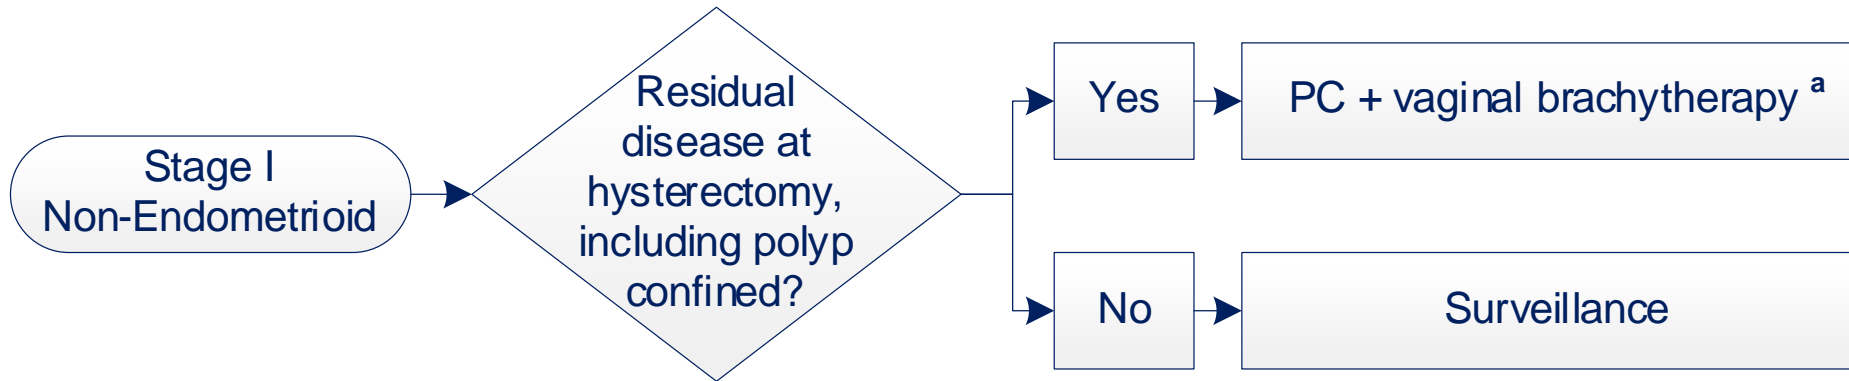 Stage I
Non-Endometrioid
Residual
disease at
hysterectomy,
including polyp
confined?
Yes
PC + vaginal brachytherapy a
No
Surveillance